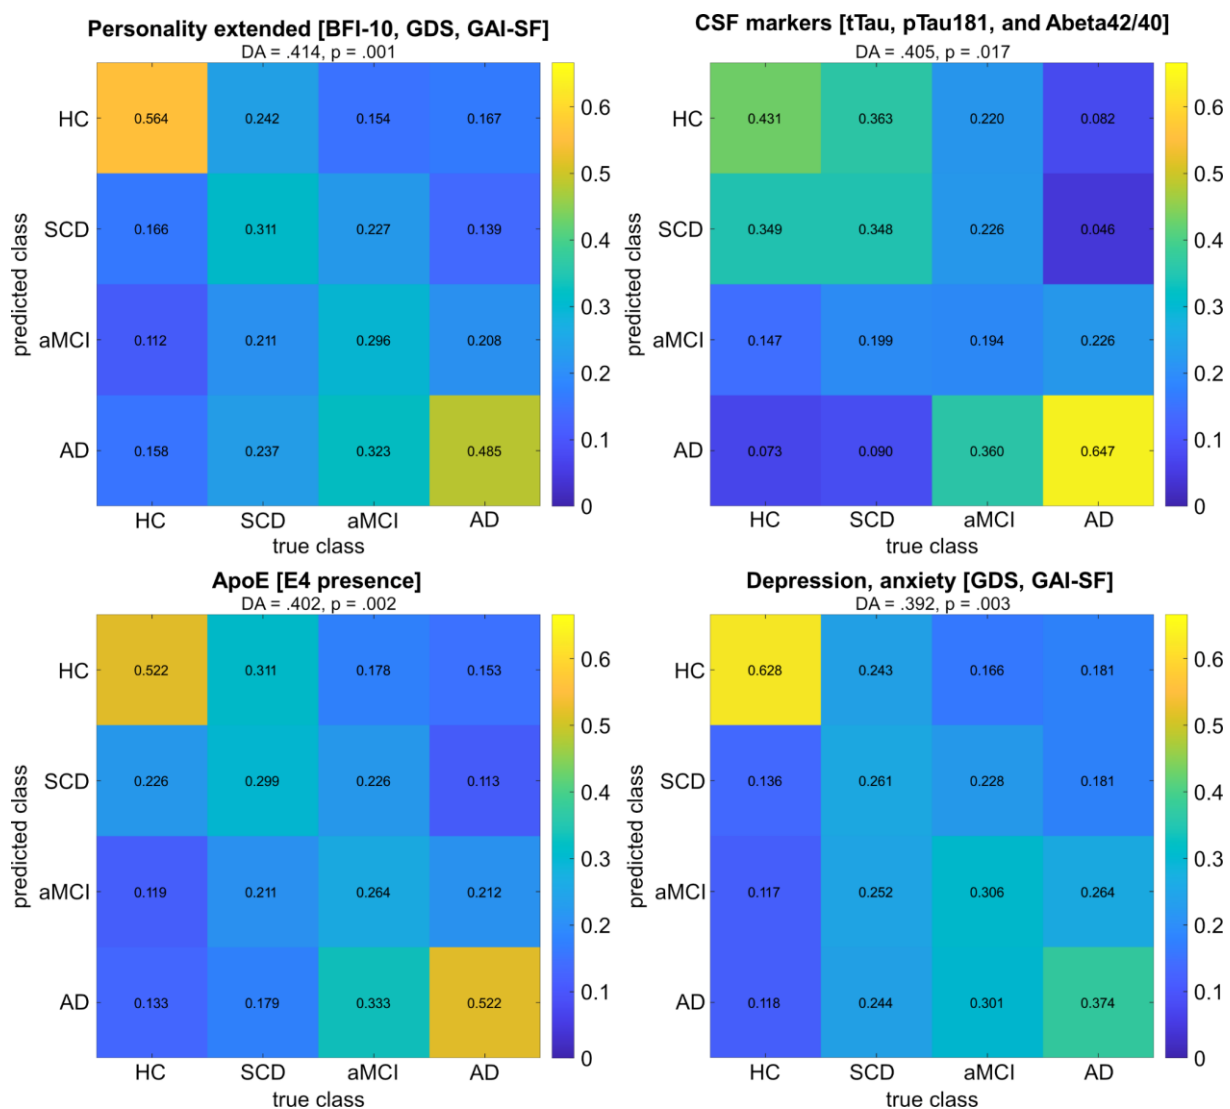 Personality extended [BFI-10, GDS, GAI-SF]
DA = .414, p = .001
predicted class
HC 0.564 0.242 0.154 0.167
SCD 0.166 0.311 0.227 0.139
aMCI 0.112 0.211 0.296 0.208
AD 0.158 0.237 0.323 0.485
HC SCD aMCI AD
true class
0.6
0.5
0.4
0.3
0.2
0.1
0
CSF markers [tTau, pTau181, and Abeta42/40]
DA = .405, p = .017
predicted class
HC 0.431 0.363 0.220 0.082
SCD 0.349 0.348 0.226 0.046
aMCI 0.147 0.199 0.194 0.226
AD 0.073 0.090 0.360 0.647
HC SCD aMCI AD
true class
0.6
0.5
0.4
0.3
0.2
0.1
0
ApoE [E4 presence]
DA = .402, p = .002
predicted class
HC 0.522 0.311 0.178 0.153
SCD 0.226 0.299 0.226 0.113
aMCI 0.119 0.211 0.264 0.212
AD 0.133 0.179 0.333 0.522
HC SCD aMCI AD
true class
0.6
0.5
0.4
0.3
0.2
0.1
0
Depression, anxiety [GDS, GAI-SF]
DA = .392, p = .003
predicted class
HC 0.628 0.243 0.166 0.181
SCD 0.136 0.261 0.228 0.181
aMCI 0.117 0.252 0.306 0.264
AD 0.118 0.244 0.301 0.374
HC SCD aMCI AD
true class
0.6
0.5
0.4
0.3
0.2
0.1
0